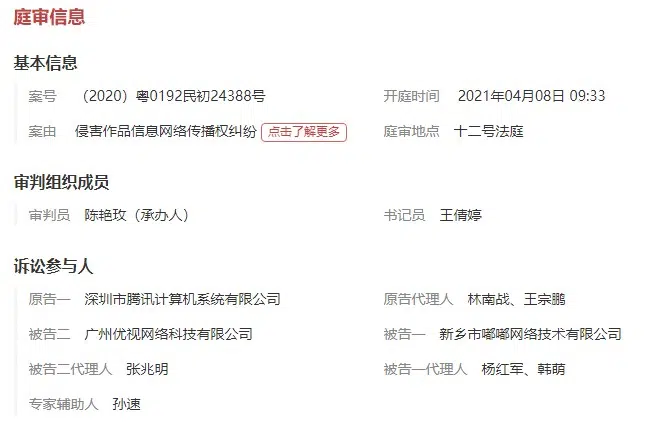 庭审信息
基本信息
案号 （2020）粤0192民初24388号 开庭时间 2021年04月08日 09:33
案由 侵害作品信息网络传播权纠纷 点击了解更多 庭审地点 十二号法庭
审判组织成员
审判员 陈艳玫（承办人） 书记员 王倩婷
诉讼参与人
原告一 深圳市腾讯计算机系统有限公司 原告代理人 林南战、王宗鹏
被告二 广州优视网络科技有限公司 被告一 新乡市嘟嘟网络技术有限公司
被告二代理人 张兆明 被告一代理人 杨红军、韩萌
专家辅助人 孙速